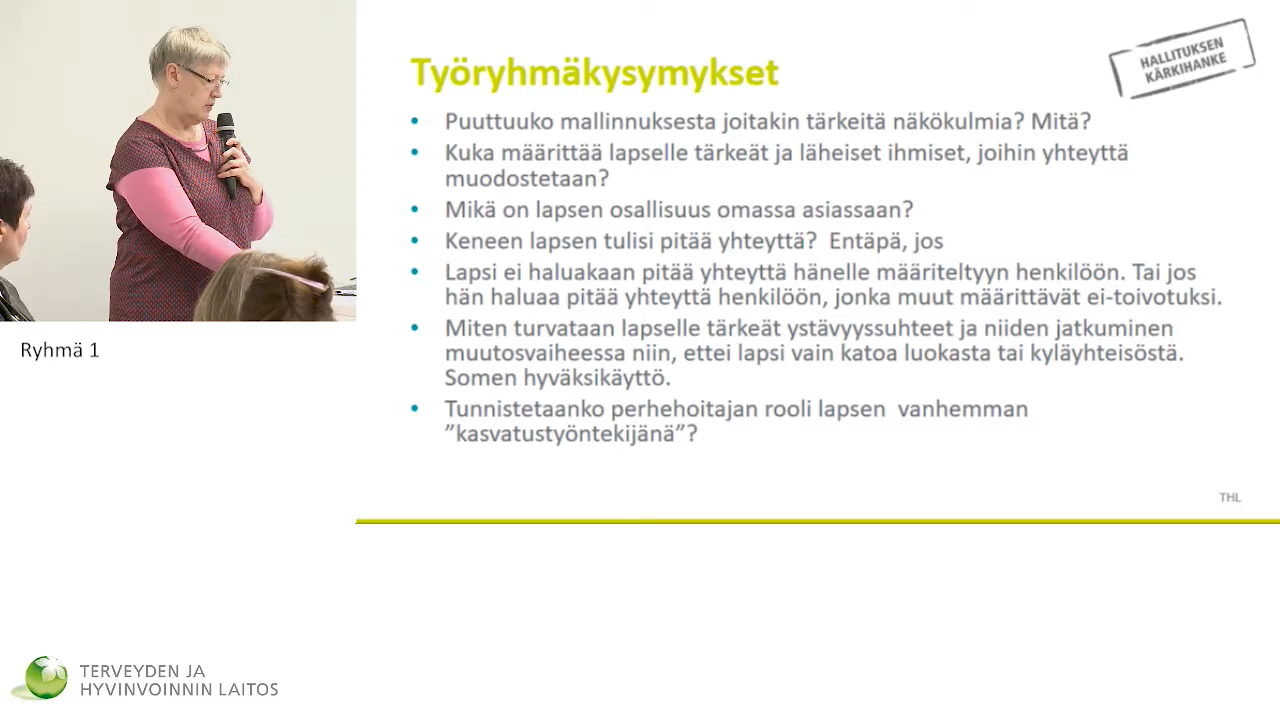 Työryhmäkysymykset
HALLITUKSEN
KÄRKIHANKE
• Puuttuuko mallinnuksesta joitakin tärkeitä näkökulmia? Mitä?
• Kuka määrittää lapselle tärkeät ja läheiset ihmiset, joihin yhteyttä
muodostetaan?
• Mikä on lapsen osallisuus omassa asiassaan?
• Keneen lapsen tulisi pitää yhteyttä?  Entäpä, jos
• Lapsi ei haluakaan pitää yhteyttä hänelle määriteltyyn henkilöön. Tai jos
hän haluaa pitää yhteyttä henkilöön, jonka muut määrittävät ei-toivotuksi.
• Miten turvataan lapselle tärkeät ystävyyssuhteet ja niiden jatkuminen
muutosvaiheessa niin, ettei lapsi vain katoa luokasta tai kyläyhteisöstä.
Somen hyväksikäyttö.
• Tunnistetaanko perhehoitajan rooli lapsen  vanhemman
”kasvatustyöntekijänä”?
THL
Ryhmä 1
TERVEYDEN JA
HYVINVOINNIN LAITOS